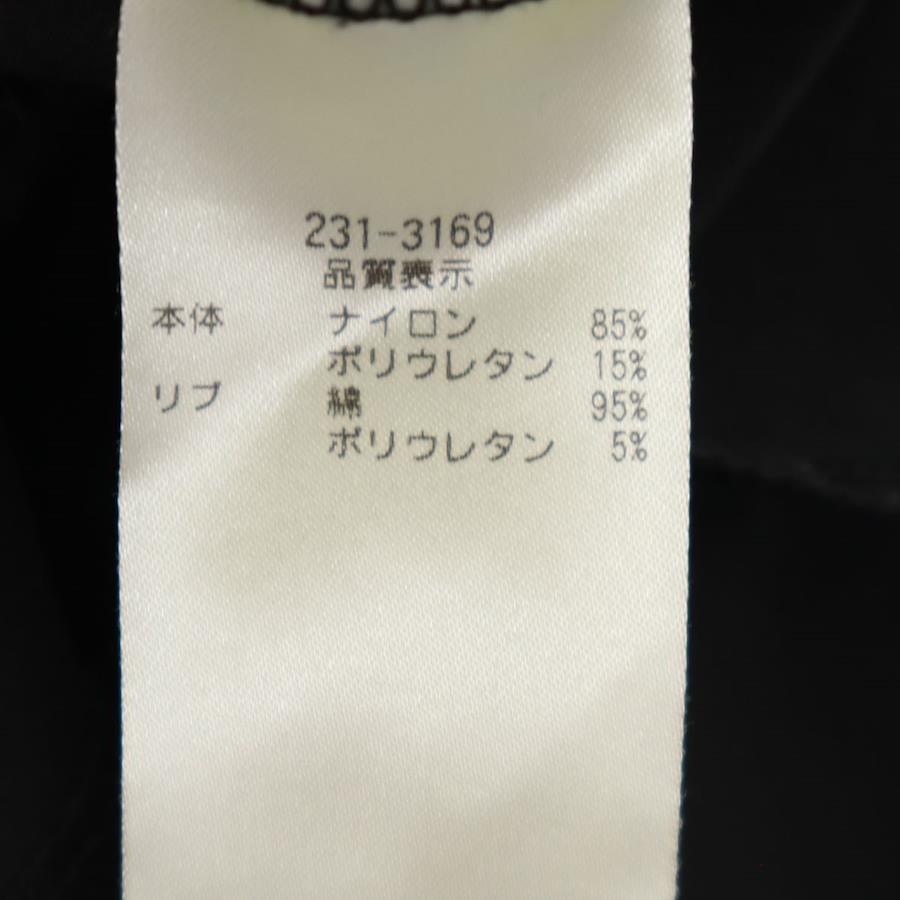 231-3169
品質表示
本体 ナイロン 85%
ポリウレタン 15%
リブ 綿 95%
ポリウレタン 5%